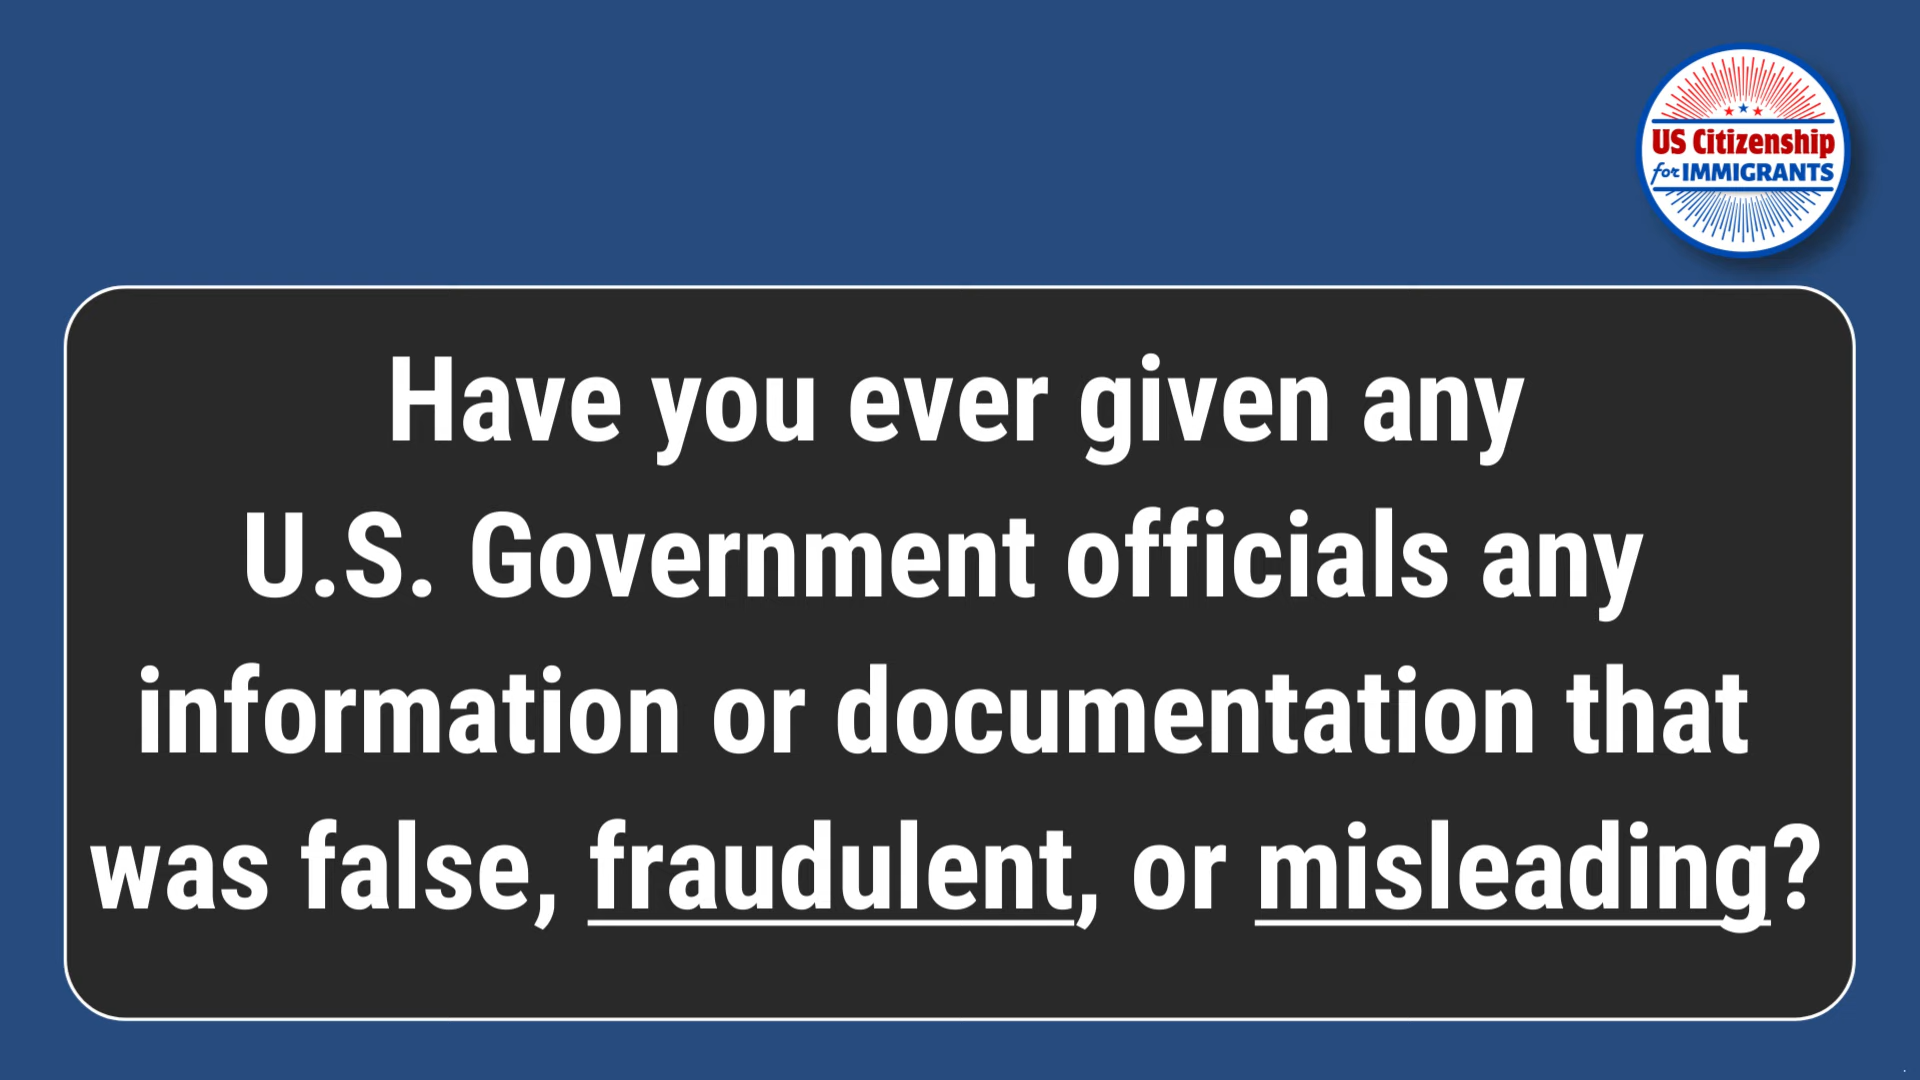 US Citizenship
for IMMIGRANTS
Have you ever given any
U.S. Government officials any
information or documentation that
was false, fraudulent, or misleading?